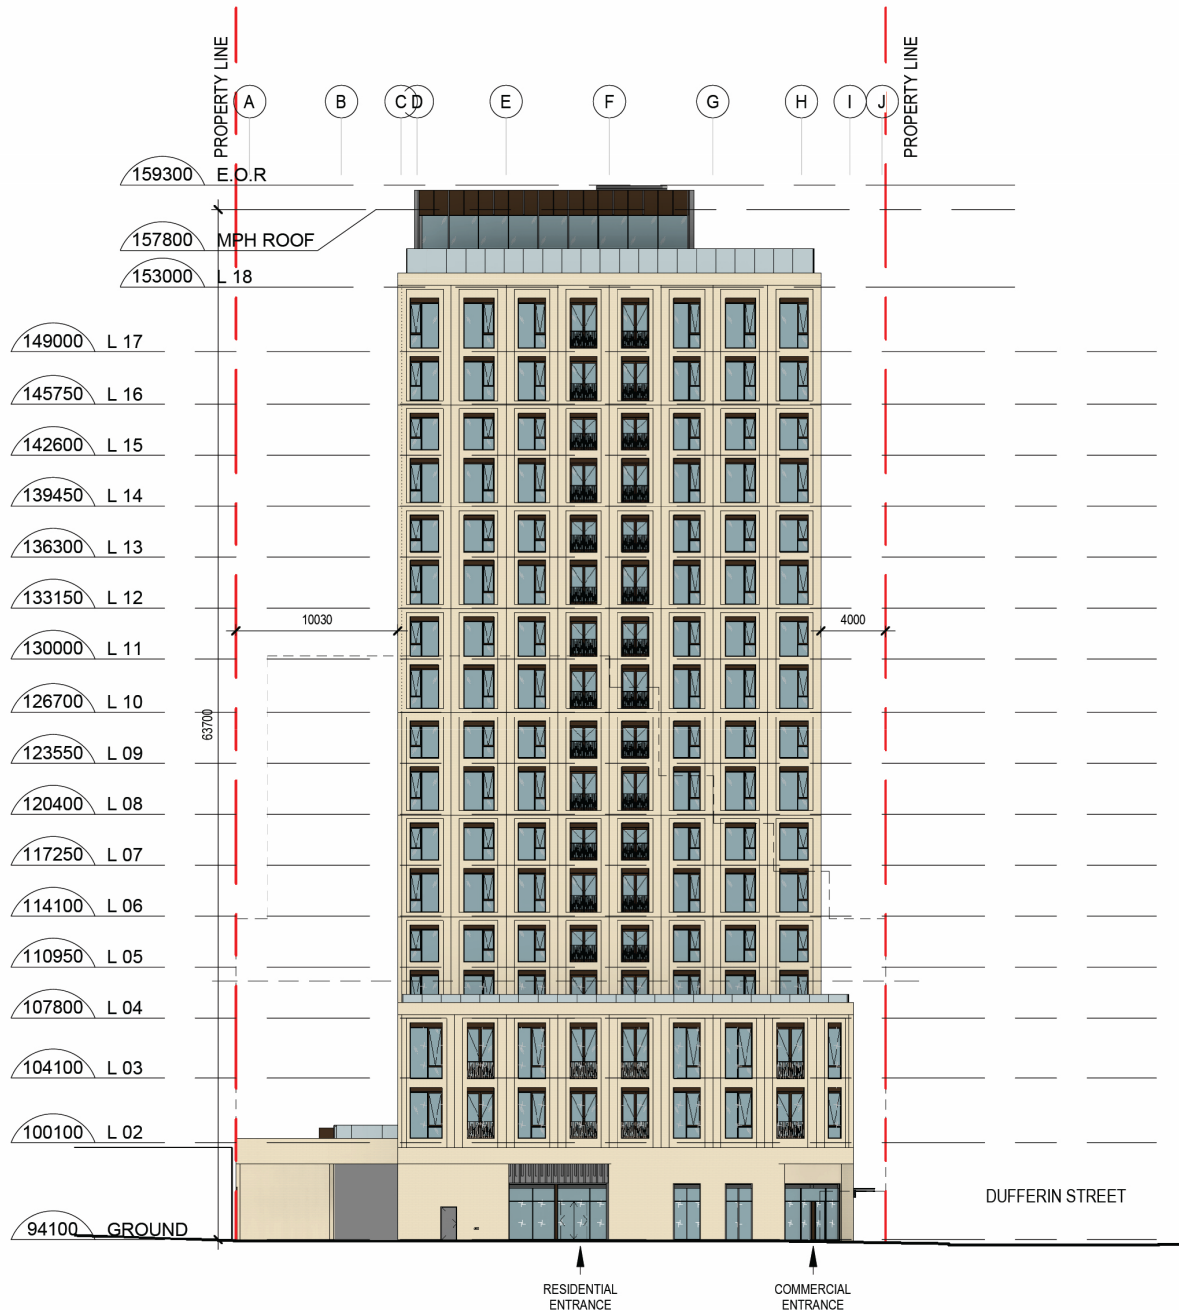 PROPERTY LINE
PROPERTY LINE
A B C D E F G H I J
159300 E.O.R
157800 MPH ROOF
153000 L 18
149000 L 17
145750 L 16
142600 L 15
139450 L 14
136300 L 13
133150 L 12
10030
4000
130000 L 11
126700 L 10
63700
123550 L 09
120400 L 08
117250 L 07
114100 L 06
110950 L 05
107800 L 04
104100 L 03
100100 L 02
DUFFERIN STREET
94100 GROUND
RESIDENTIAL
ENTRANCE
COMMERCIAL
ENTRANCE